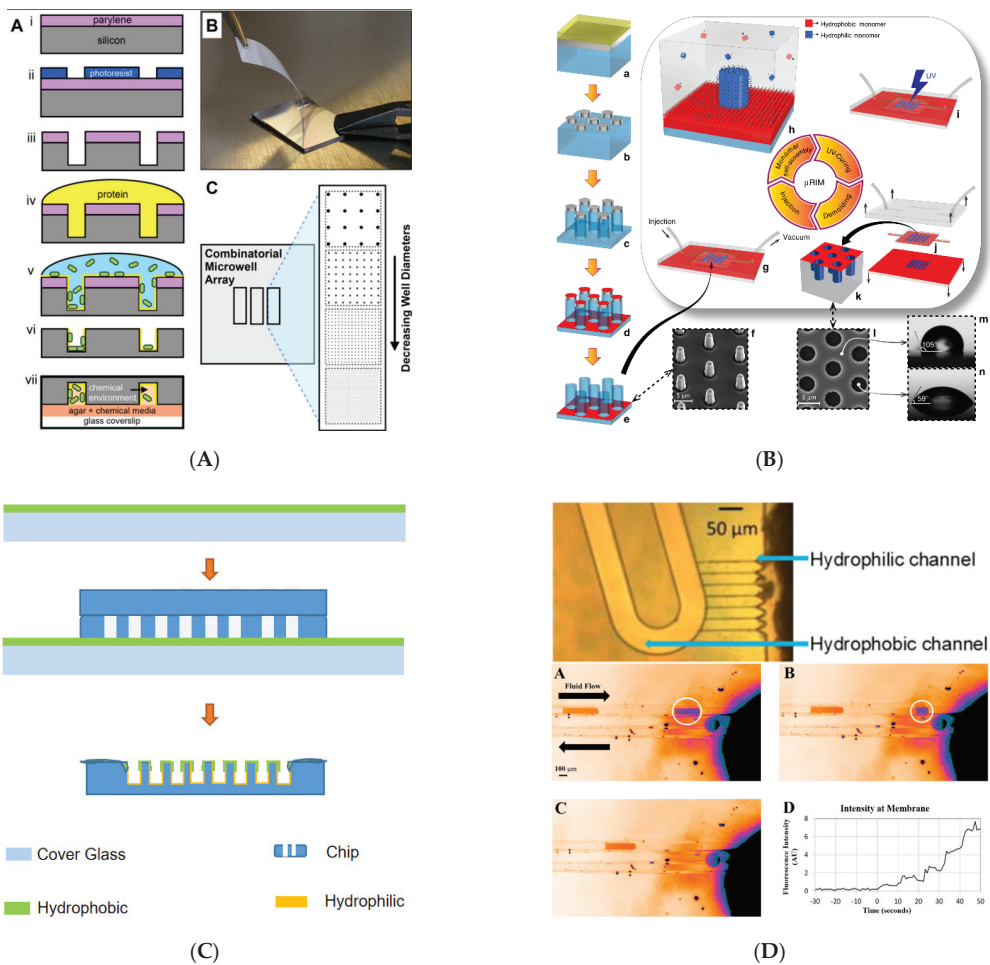 A
i
parylene
silicon
ii
photoresist
iii
iv
protein
v
vi
vii
chemical
environment
agar + chemical media
glass coverslip
B
C
Combinatorial
Microwell
Array
Decreasing Well Diameters
(A)
a
b
c
d
e
Hydrophobic monomer
Hydrophilic monomer
h
UV
i
Monomer
self-assembly
UV-Curing
µRIM
Injection
Demolding
Injection
Vacuum
g
j
k
f
5 µm
l
6 µm
m
105°
n
59°
(B)
Cover Glass
Chip
Hydrophobic
Hydrophilic
(C)
50 µm
Hydrophilic channel
Hydrophobic channel
A
Fluid Flow
100 µm
B
C
D
Intensity at Membrane
Fluorescence Intensity
(AU)
8
6
4
2
0
-30 -20 -10 0 10 20 30 40 50
Time (seconds)
(D)